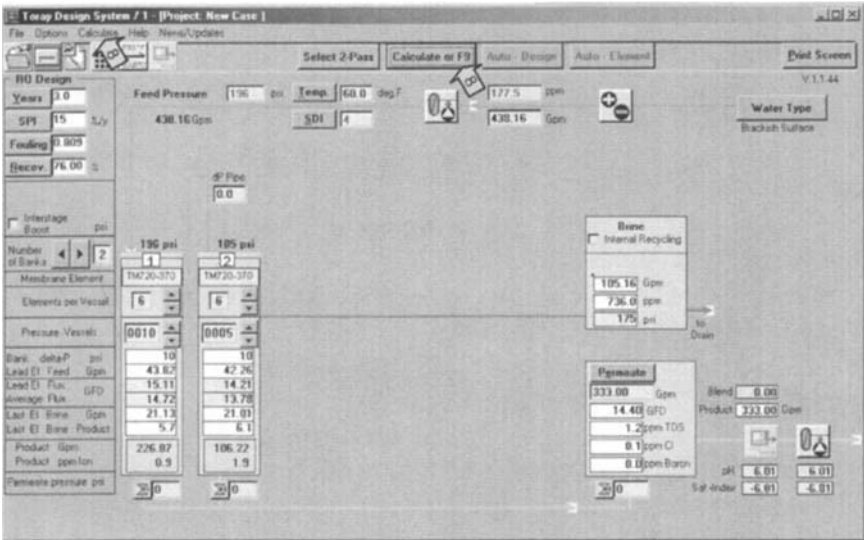 Toray Design System / 1 - [Project: New Case ]
File Options Calculate Help News/Updates
Select 2-Pass Calculate or F9 Auto - Design Auto - Element Print Screen
8
8
V.1.1.44
RO Design
Years 3.0
SPI 15 %/y
Fouling 0.809
Recov. 76.00 %
Feed Pressure 196 psi Temp. 60.0 deg.F 177.5 ppm
438.16 Gpm SDI 4 438.16 Gpm
Water Type
Brackish Surface
dP Pipe
0.0
Interstage Boost psi
Number of Banks 2
196 psi 185 psi
1 2
Membrane Element TM720-370 TM720-370
Elements per Vessel 6 6
Pressure Vessels 0010 0005
Bank delta-P psi 10 10
Lead El Feed Gpm 43.82 42.26
Lead El Flux GFD 15.11 14.21
Average Flux 14.72 13.78
Last El Brine Gpm 21.13 21.01
Last El Brine : Product 5.7 6.1
Product Gpm 226.87 106.22
Product ppm Ion 0.9 1.9
Permeate pressure psi 0 0 0
Brine
Internal Recycling
105.16 Gpm
736.0 ppm
175 psi
to Drain
Permeate
333.00 Gpm
14.40 GFD
1.2 ppm TDS
0.1 ppm Cl
0.0 ppm Boron
Blend 0.00
Product 333.00 Gpm
pH 6.01 6.01
Sat-Index -6.01 -6.01